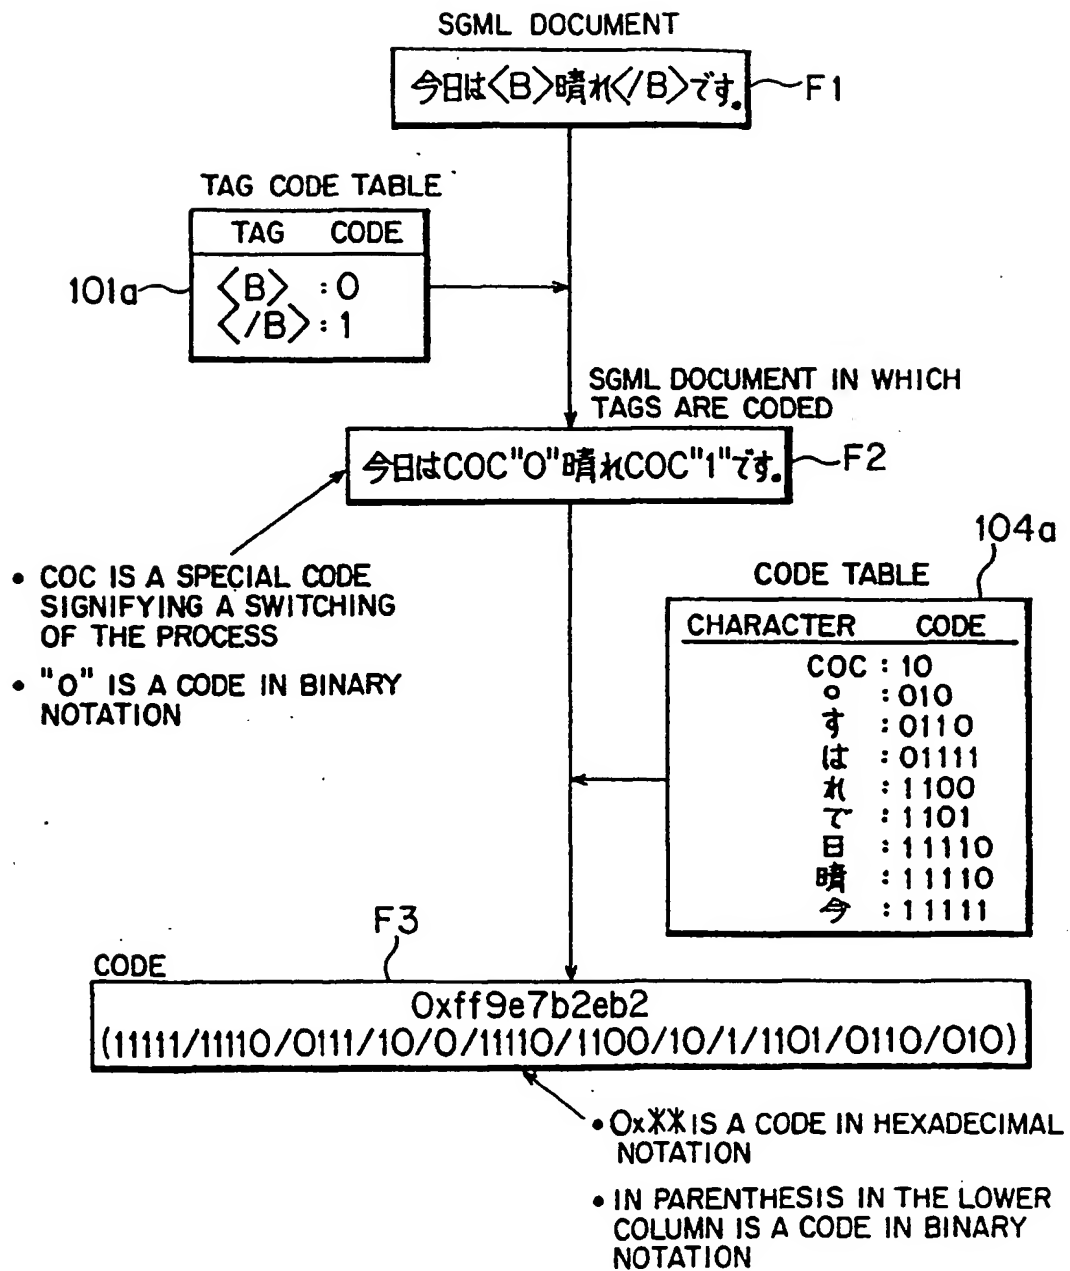 SGML DOCUMENT
今日は<B>晴れ</B>です。
F1
TAG CODE TABLE
TAG CODE
101a
<B> :0
</B>:1
SGML DOCUMENT IN WHICH
TAGS ARE CODED
今日はCOC"0"晴れCOC"1"です。
F2
• COC IS A SPECIAL CODE
SIGNIFYING A SWITCHING
OF THE PROCESS
• "0" IS A CODE IN BINARY
NOTATION
104a
CODE TABLE
CHARACTER CODE
COC :10
。 :010
す :0110
は :01111
れ :1100
で :1101
日 :11110
晴 :11110
今 :11111
F3
CODE
0xff9e7b2eb2
(11111/11110/0111/10/0/11110/1100/10/1/1101/0110/010)
• 0x** IS A CODE IN HEXADECIMAL
NOTATION
• IN PARENTHESIS IN THE LOWER
COLUMN IS A CODE IN BINARY
NOTATION